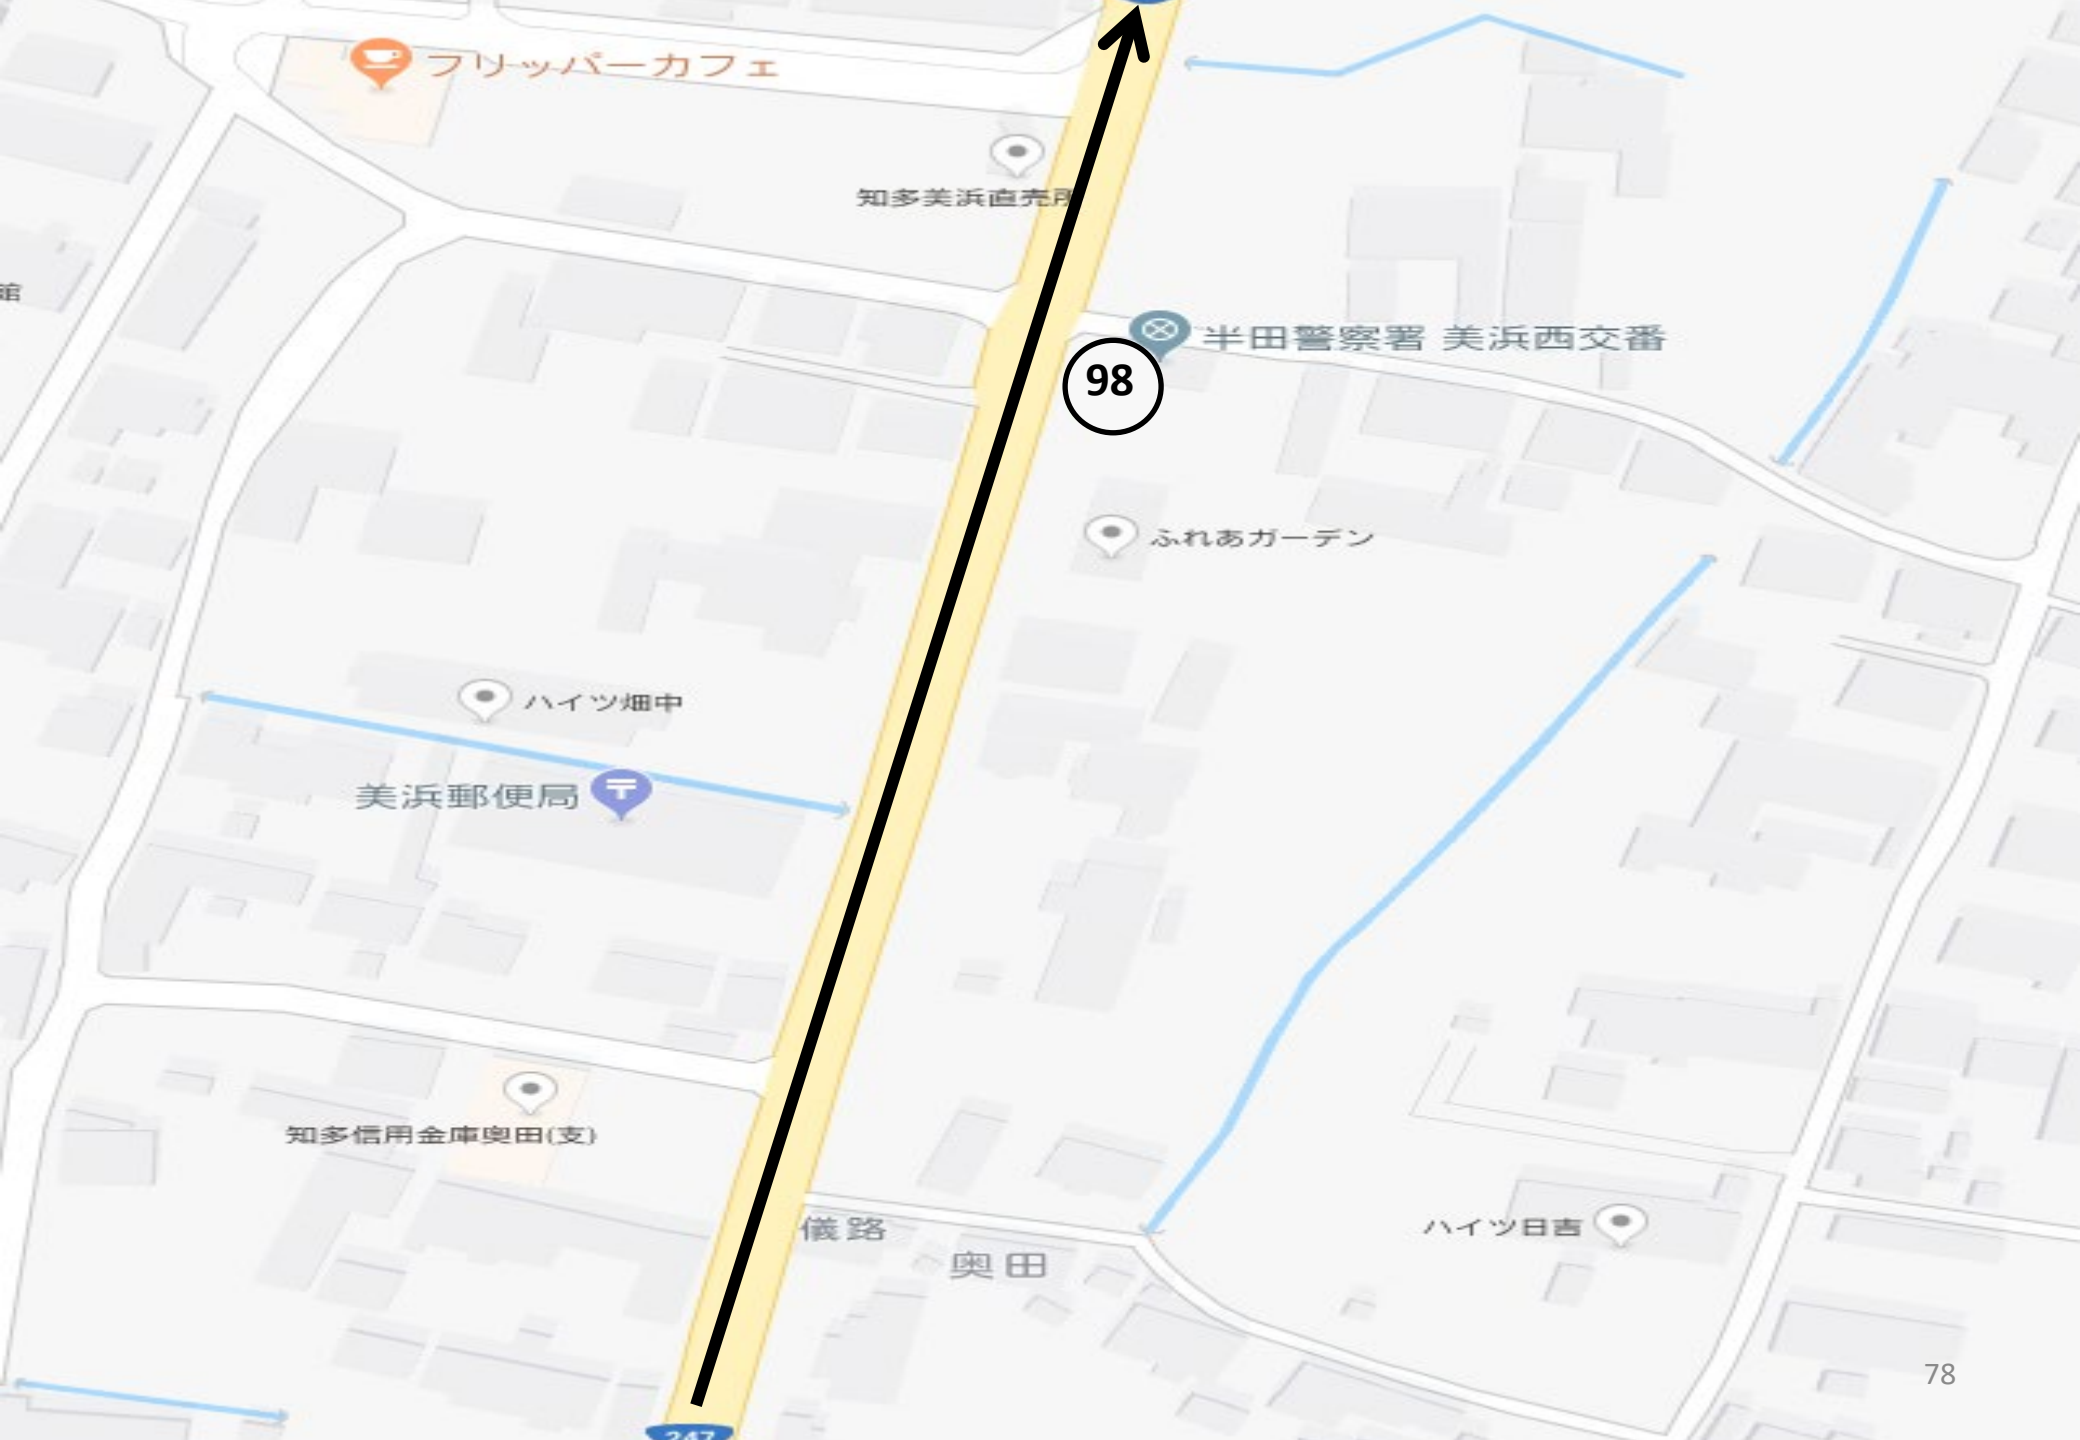 フリッパーカフェ
知多美浜直売所
館
半田警察署 美浜西交番
98
ふれあガーデン
ハイツ畑中
美浜郵便局
知多信用金庫奥田(支)
儀路
ハイツ日吉
奥田
78
247